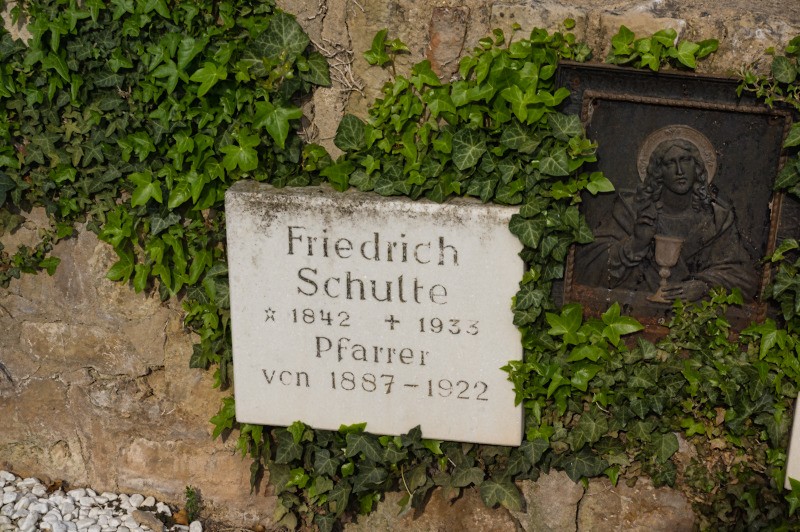 Friedrich
Schulte
* 1842 + 1933
Pfarrer
von 1887-1922